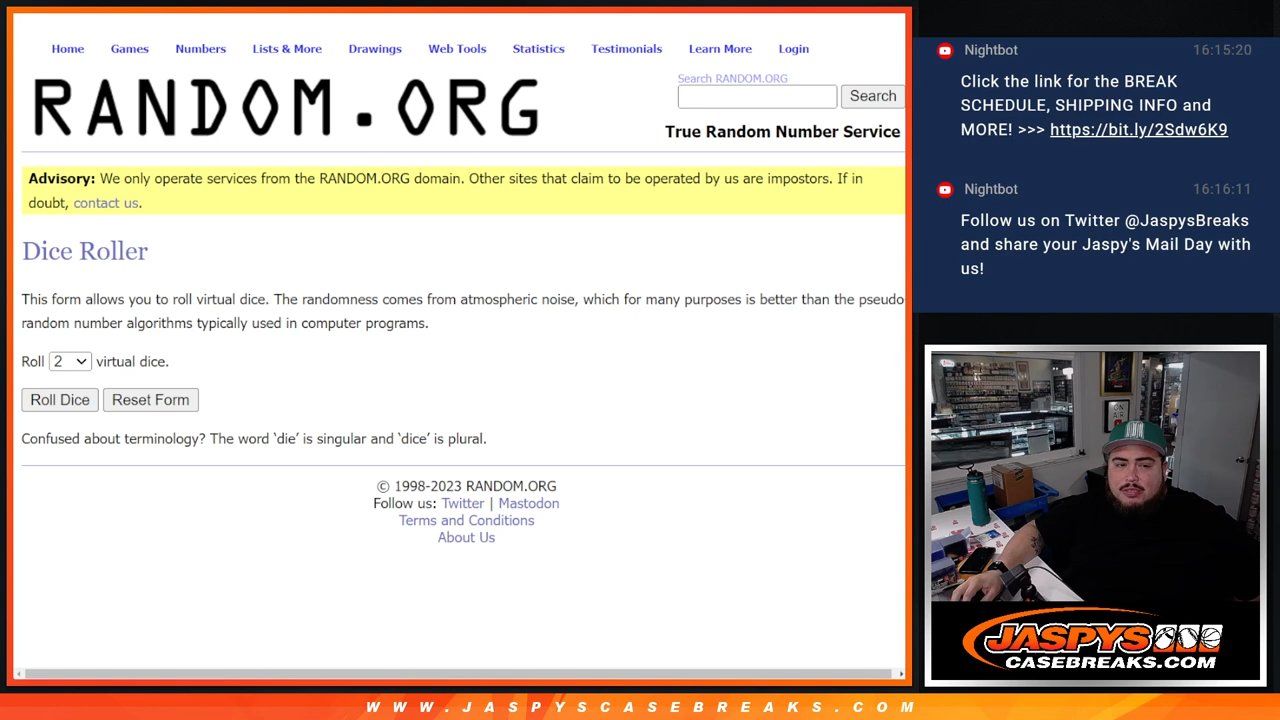 Home Games Numbers Lists & More Drawings Web Tools Statistics Testimonials Learn More Login
RANDOM.ORG
Search RANDOM.ORG
Search
True Random Number Service
Advisory: We only operate services from the RANDOM.ORG domain. Other sites that claim to be operated by us are impostors. If in
doubt, contact us.
Dice Roller
This form allows you to roll virtual dice. The randomness comes from atmospheric noise, which for many purposes is better than the pseudo
random number algorithms typically used in computer programs.
Roll 2 virtual dice.
Roll Dice Reset Form
Confused about terminology? The word ‘die’ is singular and ‘dice’ is plural.
© 1998-2023 RANDOM.ORG
Follow us: Twitter | Mastodon
Terms and Conditions
About Us
Nightbot 16:15:20
Click the link for the BREAK
SCHEDULE, SHIPPING INFO and
MORE! >>> https://bit.ly/2Sdw6K9
Nightbot 16:16:11
Follow us on Twitter @JaspysBreaks
and share your Jaspy's Mail Day with
us!
ON
AIR
JASPYS
CASEBREAKS.COM
WWW.JASPYSCASEBREAKS.COM